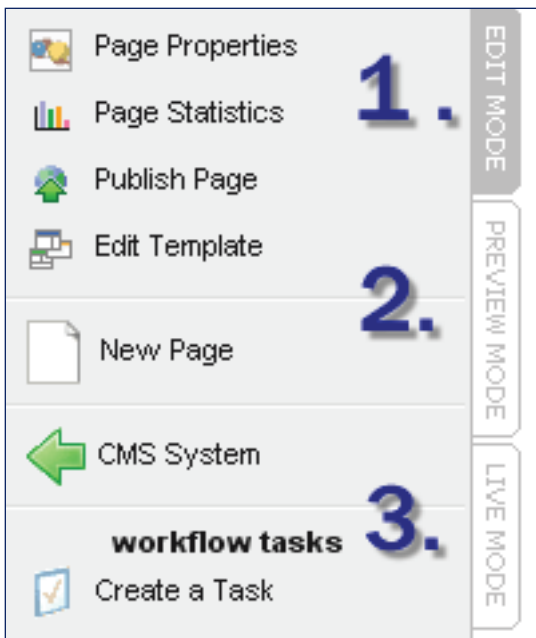 Page Properties
Page Statistics
1.
Publish Page
Edit Template
2.
New Page
CMS System
3.
workflow tasks
Create a Task
EDIT MODE
PREVIEW MODE
LIVE MODE